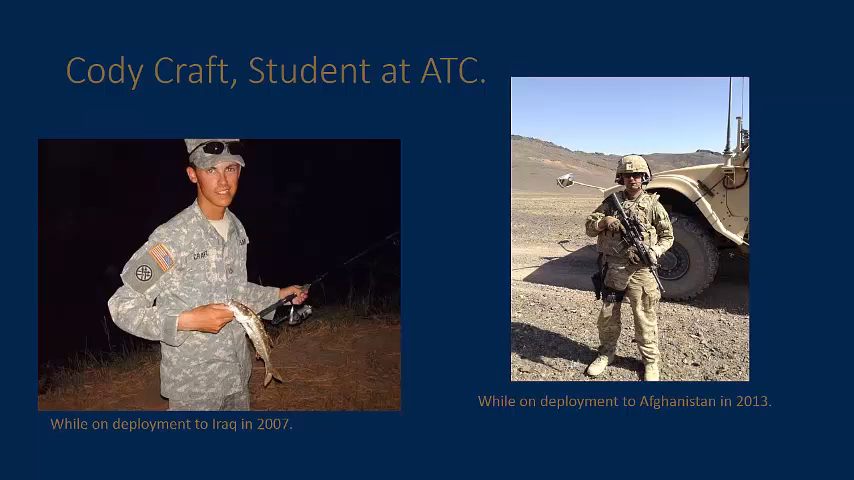 Cody Craft, Student at ATC.
While on deployment to Iraq in 2007.
While on deployment to Afghanistan in 2013.